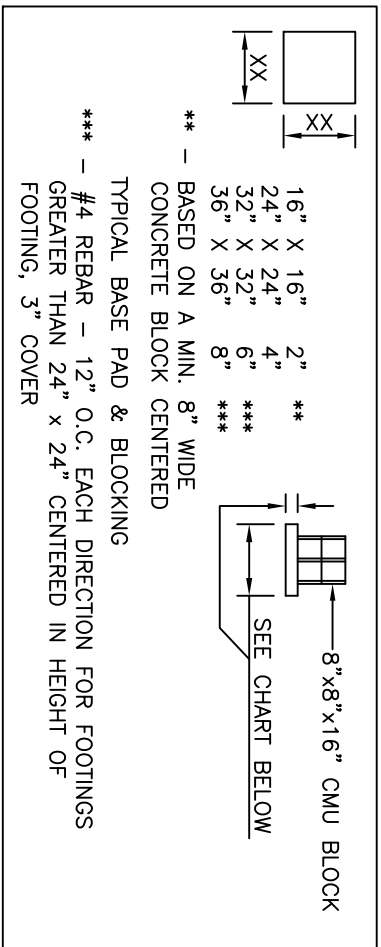 XX
XX
16" X 16" 2" **
24" X 24" 4"
32" X 32" 6" ***
36" X 36" 8" ***
8"x8"x16" CMU BLOCK
SEE CHART BELOW
** – BASED ON A MIN. 8" WIDE
CONCRETE BLOCK CENTERED
TYPICAL BASE PAD & BLOCKING
*** – #4 REBAR – 12" O.C. EACH DIRECTION FOR FOOTINGS
GREATER THAN 24" x 24" CENTERED IN HEIGHT OF
FOOTING, 3" COVER